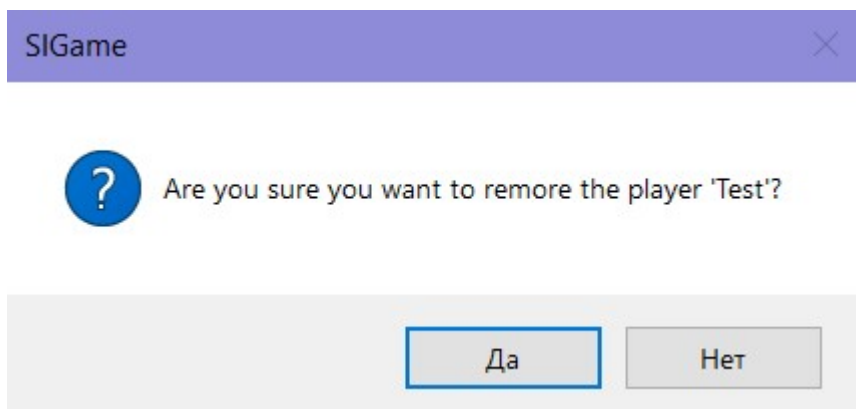 SIGame
Are you sure you want to remore the player 'Test'?
Да
Нет